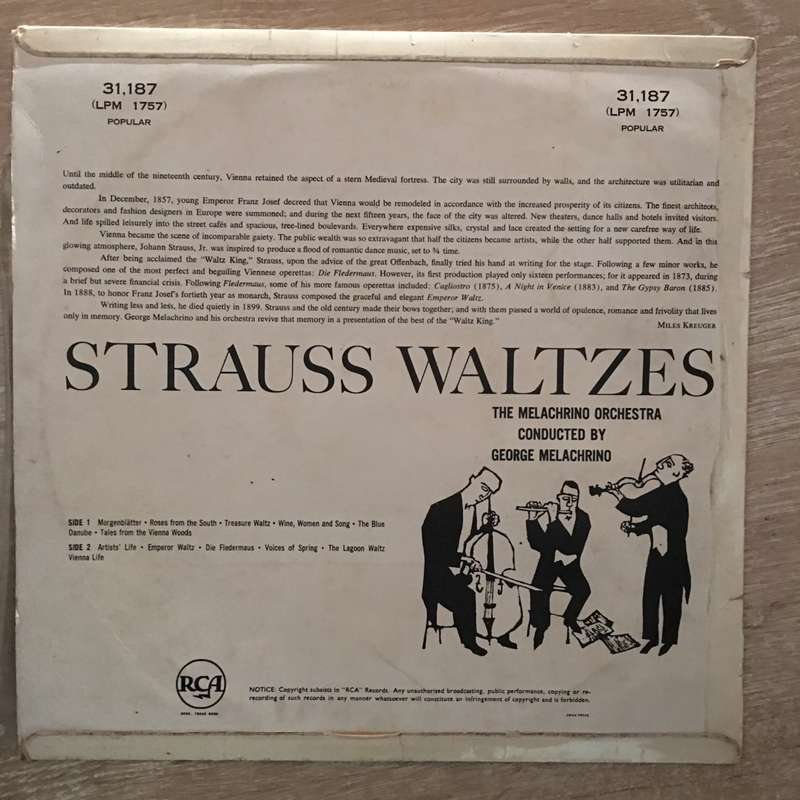 31,187
(LPM 1757)
POPULAR
31,187
(LPM 1757)
POPULAR
Until the middle of the nineteenth century, Vienna retained the aspect of a stern Medieval fortress. The city was still surrounded by walls, and the architecture was utilitarian and
outdated.
In December, 1857, young Emperor Franz Josef decreed that Vienna would be remodeled in accordance with the increased prosperity of its citizens. The finest architects,
decorators and fashion designers in Europe were summoned; and during the next fifteen years, the face of the city was altered. New theaters, dance halls and hotels invited visitors.
And life spilled leisurely into the street cafés and spacious, tree-lined boulevards. Everywhere expensive silks, crystal and lace created the setting for a new carefree way of life.
Vienna became the scene of incomparable gaiety. The public wealth was so extravagant that half the citizens became artists, while the other half supported them. And in this
glowing atmosphere, Johann Strauss, Jr. was inspired to produce a flood of romantic dance music, set to ¾ time.
After being acclaimed the "Waltz King," Strauss, upon the advice of the great Offenbach, finally tried his hand at writing for the stage. Following a few minor works, he
composed one of the most perfect and beguiling Viennese operettas: Die Fledermaus. However, its first production played only sixteen performances; for it appeared in 1873, during
a brief but severe financial crisis. Following Fledermaus, some of his more famous operettas included: Cagliostro (1875), A Night in Venice (1883), and The Gypsy Baron (1885).
In 1888, to honor Franz Josef's fortieth year as monarch, Strauss composed the graceful and elegant Emperor Waltz.
Writing less and less, he died quietly in 1899. Strauss and the old century made their bows together; and with them passed a world of opulence, romance and frivolity that lives
only in memory. George Melachrino and his orchestra revive that memory in a presentation of the best of the "Waltz King."
MILES KREUGER
STRAUSS WALTZES
THE MELACHRINO ORCHESTRA
CONDUCTED BY
GEORGE MELACHRINO
SIDE 1 Morgenblätter • Roses from the South • Treasure Waltz • Wine, Women and Song • The Blue
Danube • Tales from the Vienna Woods
SIDE 2 Artists' Life • Emperor Waltz • Die Fledermaus • Voices of Spring • The Lagoon Waltz
Vienna Life
RCA
NOTICE: Copyright subsists in "RCA" Records. Any unauthorised broadcasting, public performance, copying or re-
recording of such records in any manner whatsoever will constitute an infringement of copyright and is forbidden.